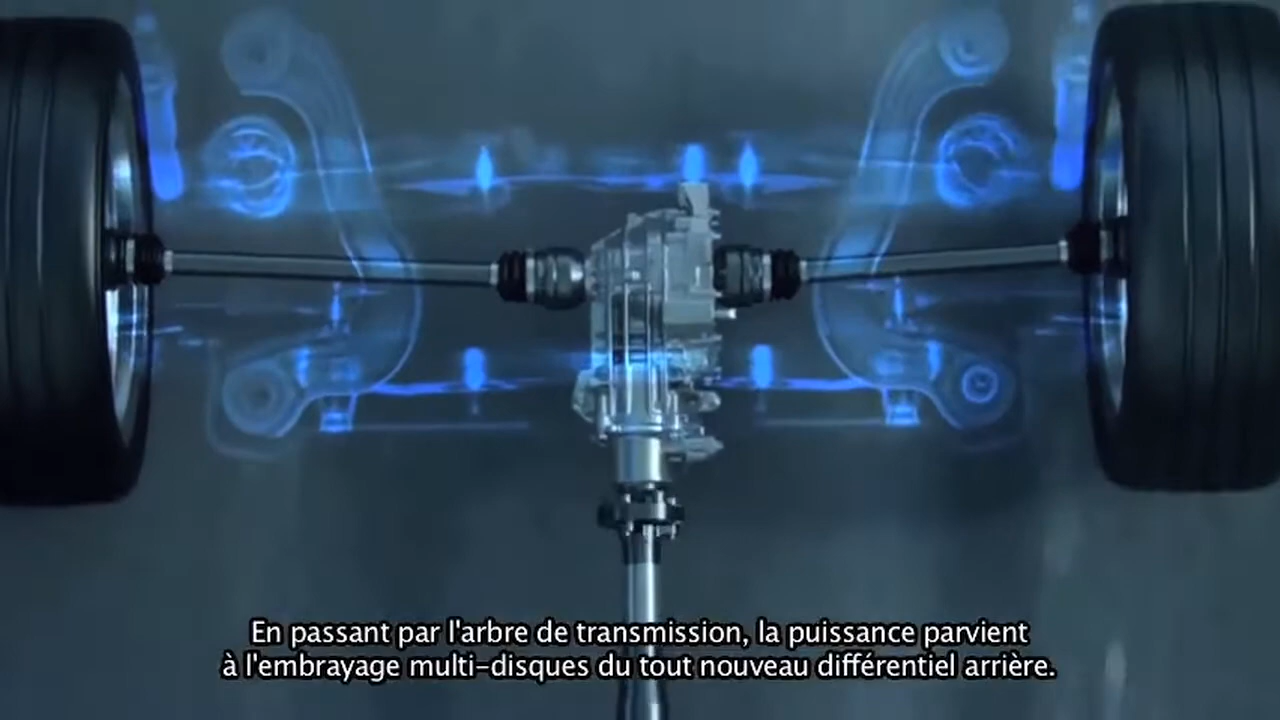 En passant par l'arbre de transmission, la puissance parvient
à l'embrayage multi-disques du tout nouveau différentiel arrière.